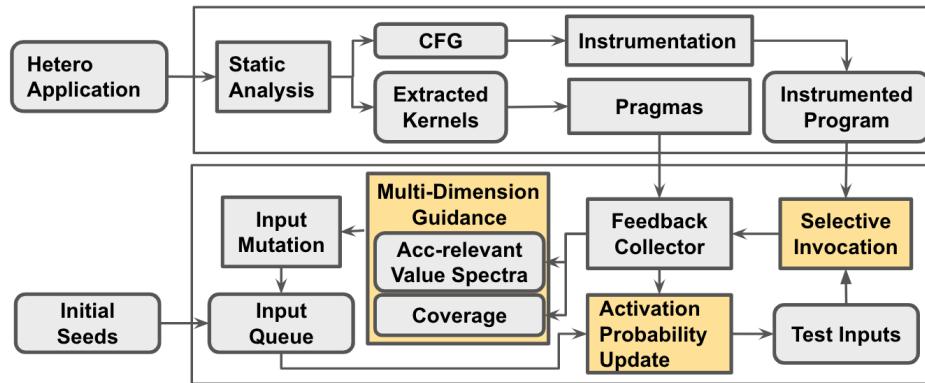 Hetero
Application
Static
Analysis
CFG
Instrumentation
Extracted
Kernels
Pragmas
Instrumented
Program
Multi-Dimension
Guidance
Acc-relevant
Value Spectra
Coverage
Input
Mutation
Feedback
Collector
Selective
Invocation
Initial
Seeds
Input
Queue
Activation
Probability
Update
Test Inputs